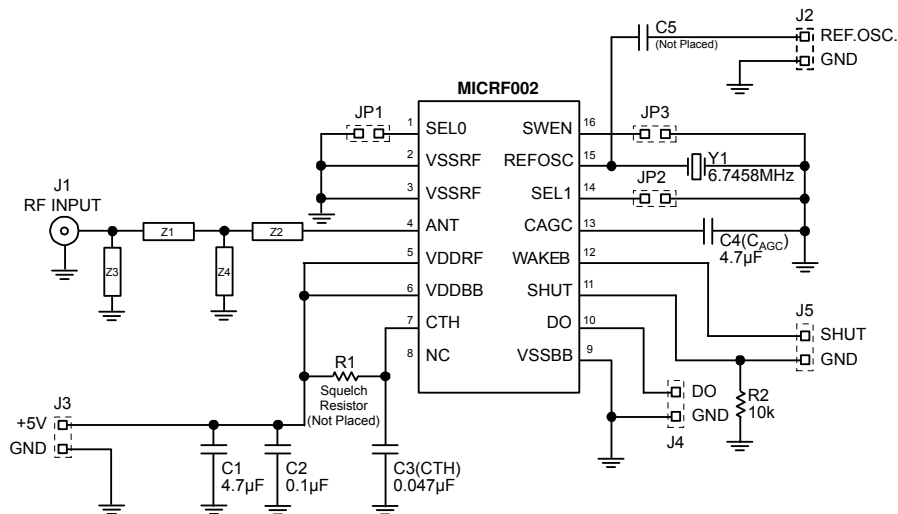 J2
C5
REF.OSC.
(Not Placed)
GND
MICRF002
JP1
1
SEL0
SWEN
16
JP3
2
VSSRF
REFOSC
15
Y1
6.7458MHz
3
VSSRF
SEL1
14
JP2
J1
RF INPUT
Z1
Z2
4
ANT
CAGC
13
C4(CAGC)
4.7µF
Z3
Z4
5
VDDRF
WAKEB
12
6
VDDBB
SHUT
11
J5
SHUT
GND
7
CTH
DO
10
8
NC
VSSBB
9
R1
Squelch
Resistor
(Not Placed)
R2
10k
DO
GND
J4
J3
+5V
GND
C1
4.7µF
C2
0.1µF
C3(CTH)
0.047µF